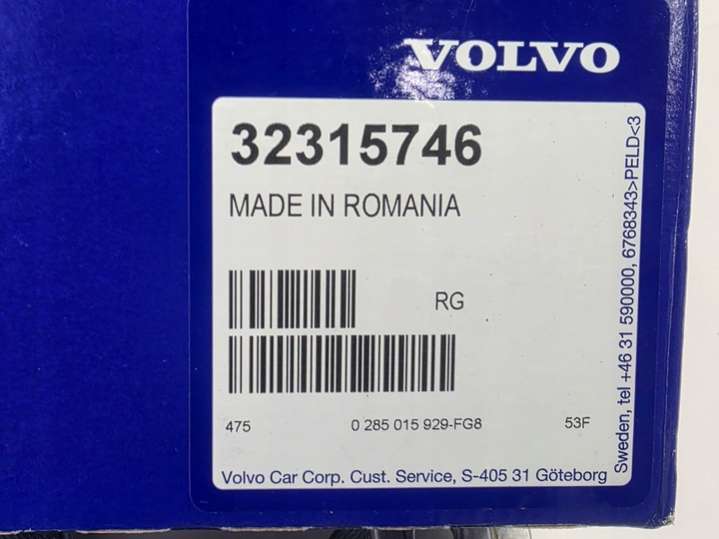 VOLVO
32315746
MADE IN ROMANIA
RG
475 0 285 015 929-FG8 53F
Volvo Car Corp. Cust. Service, S-405 31 Göteborg
Sweden, tel +46 31 590000, 6768343>PELD<3